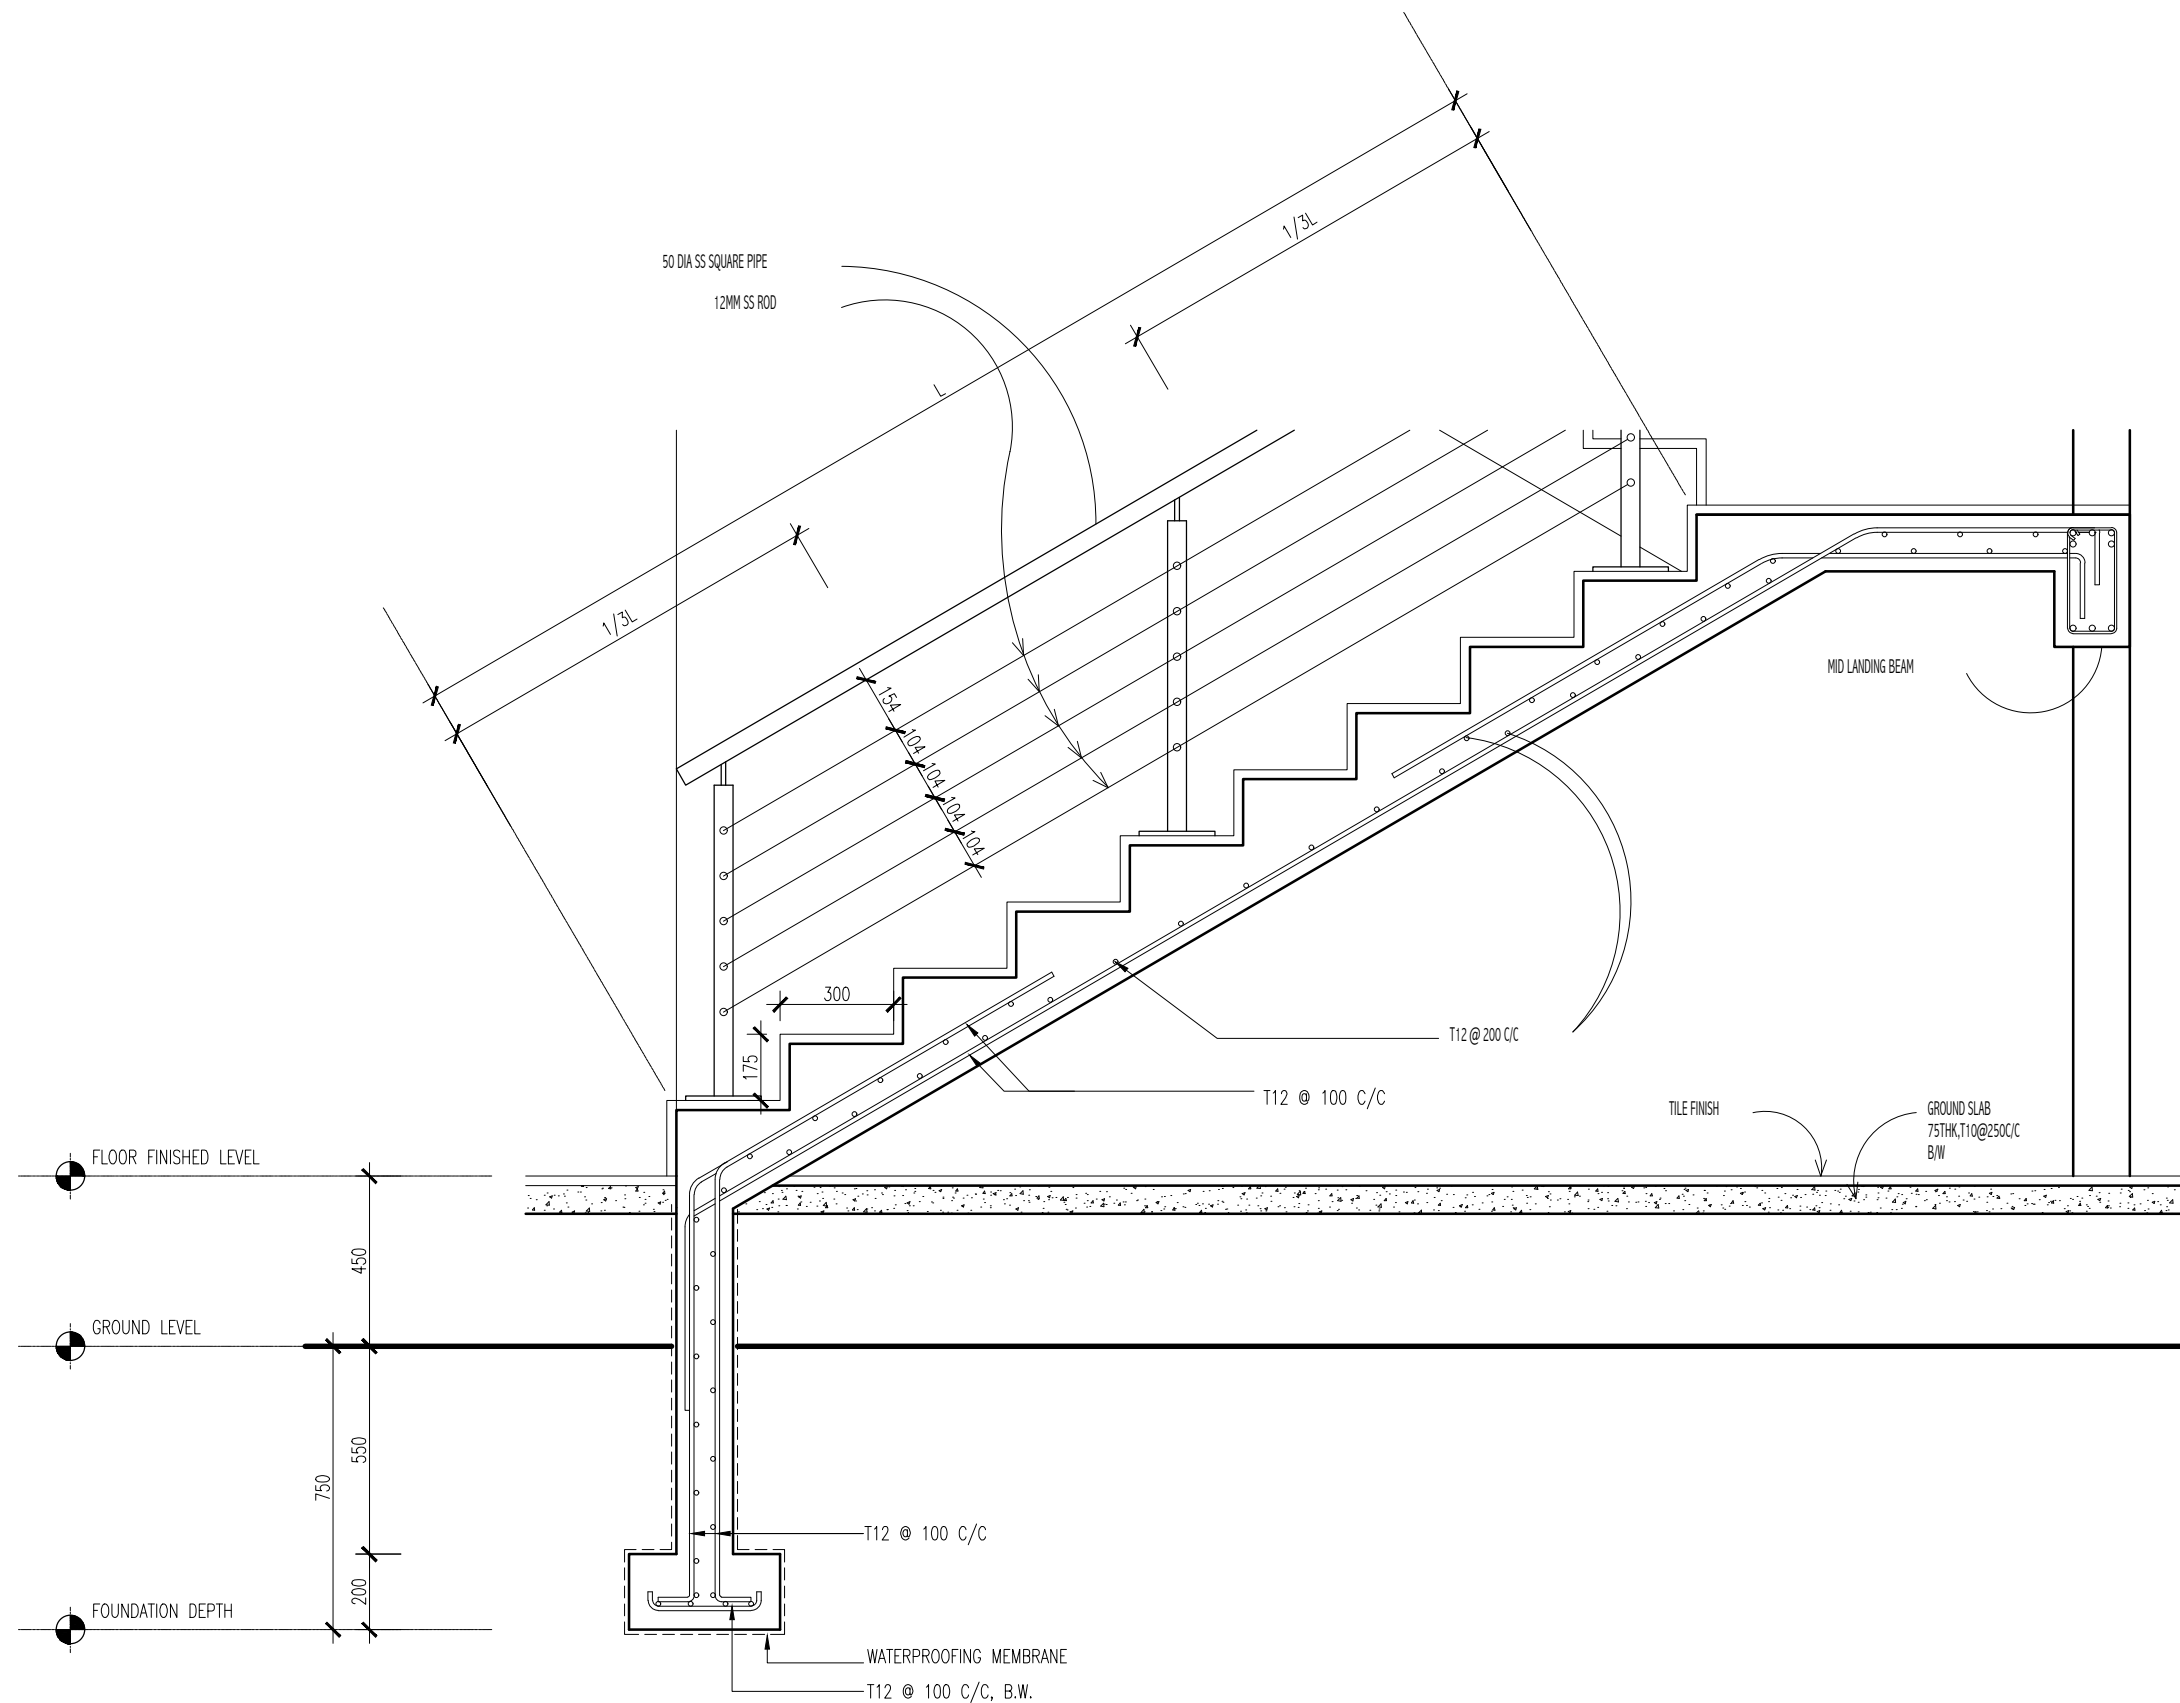 1/3L
50 DIA SS SQUARE PIPE
12MM SS ROD
L
1/3L
MID LANDING BEAM
154
104
104
104
104
300
175
T12 @ 200 C/C
T12 @ 100 C/C
TILE FINISH
GROUND SLAB
75THK,T10@250C/C
B/W
FLOOR FINISHED LEVEL
450
GROUND LEVEL
550
750
T12 @ 100 C/C
200
FOUNDATION DEPTH
WATERPROOFING MEMBRANE
T12 @ 100 C/C, B.W.